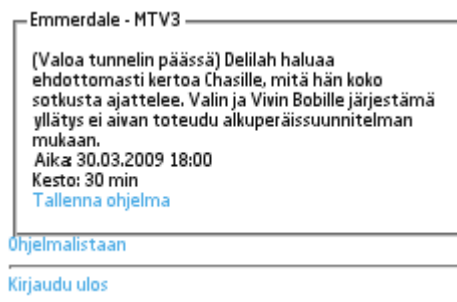 Emmerdale - MTV3
(Valoa tunnelin päässä) Delilah haluaa
ehdottomasti kertoa Chasille, mitä hän koko
sotkusta ajattelee. Valin ja Vivin Bobille järjestämä
yllätys ei aivan toteudu alkuperäissuunnitelman
mukaan.
Aika: 30.03.2009 18:00
Kesto: 30 min
Tallenna ohjelma
Ohjelmalistaan
Kirjaudu ulos